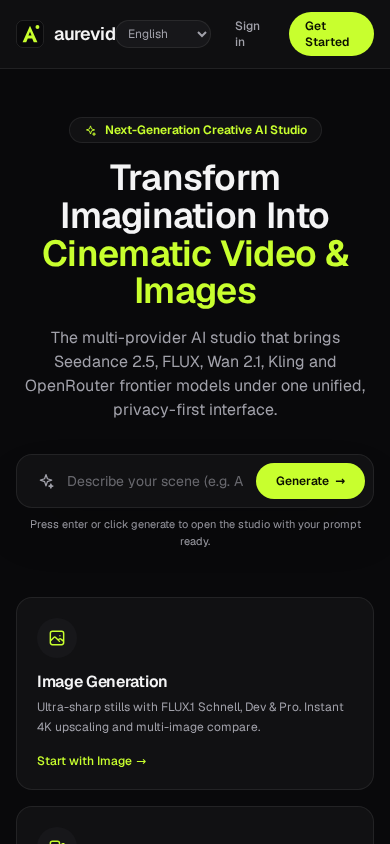 aurevid
English
Sign
in
Get
Started
Next-Generation Creative AI Studio
Transform
Imagination Into
Cinematic Video &
Images
The multi-provider AI studio that brings
Seedance 2.5, FLUX, Wan 2.1, Kling and
OpenRouter frontier models under one unified,
privacy-first interface.
Describe your scene (e.g. A
Generate →
Press enter or click generate to open the studio with your prompt
ready.
Image Generation
Ultra-sharp stills with FLUX.1 Schnell, Dev & Pro. Instant
4K upscaling and multi-image compare.
Start with Image →